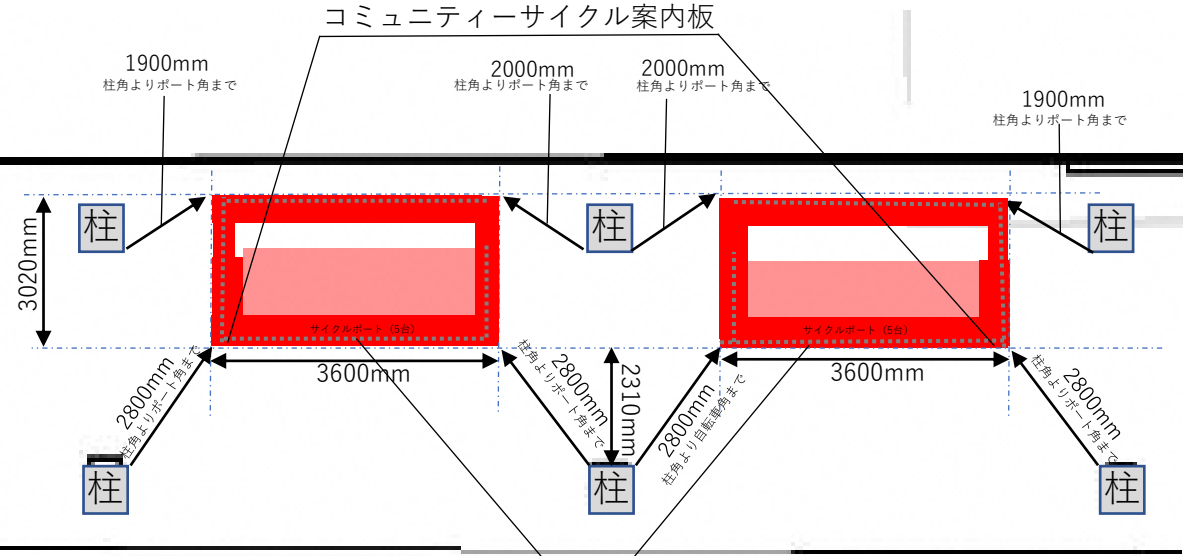 コミュニティーサイクル案内板
1900mm
柱角よりポート角まで
2000mm
柱角よりポート角まで
2000mm
柱角よりポート角まで
1900mm
柱角よりポート角まで
柱
柱
柱
3020mm
サイクルポート（5台）
サイクルポート（5台）
3600mm
3600mm
2800mm
柱角よりポート角まで
2800mm
柱角よりポート角まで
2310mm
2800mm
柱角より自転車角まで
2800mm
柱角よりポート角まで
柱
柱
柱